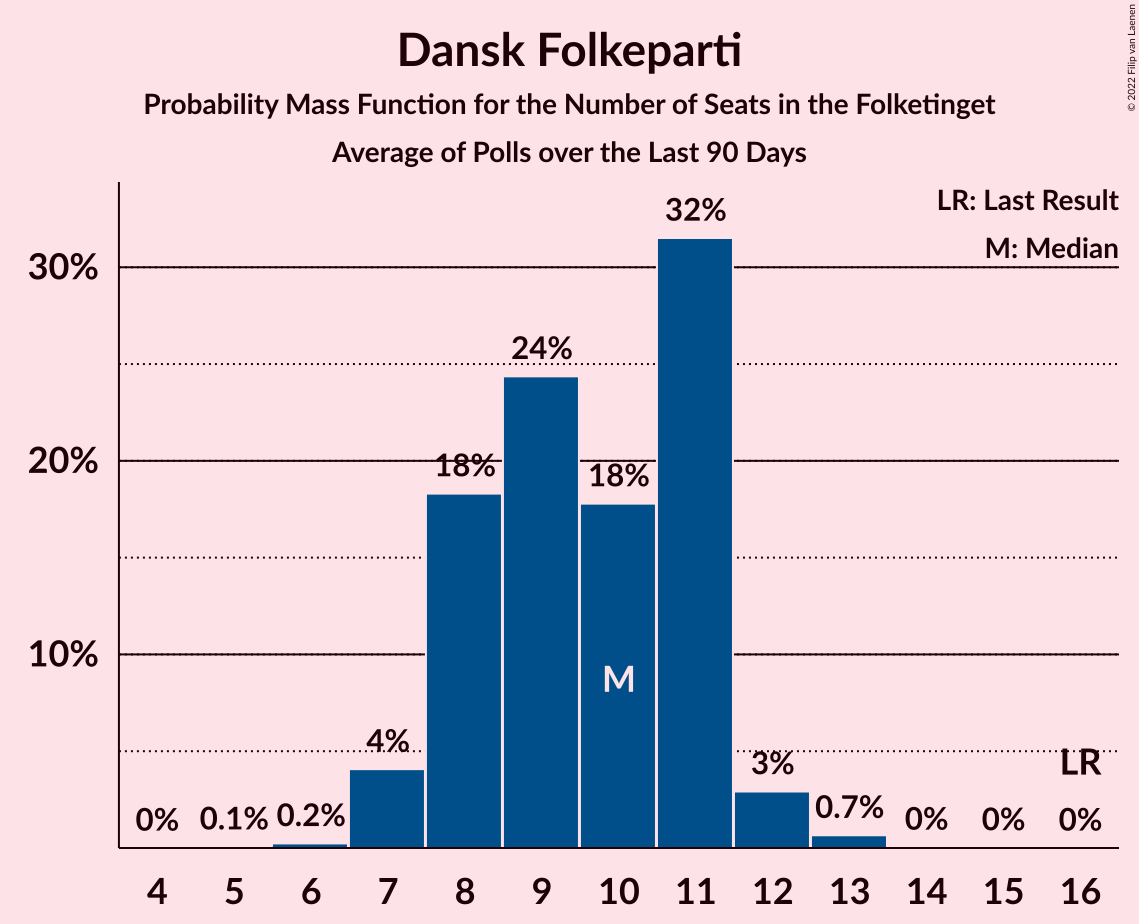 Dansk Folkeparti
Probability Mass Function for the Number of Seats in the Folketinget
Average of Polls over the Last 90 Days
© 2022 Filip van Laenen
LR: Last Result
M: Median
32%
30%
24%
20%
18%
18%
10%
M
4%
3%
LR
0%
0.1%
0.2%
0.7%
0%
0%
0%
4 5 6 7 8 9 10 11 12 13 14 15 16